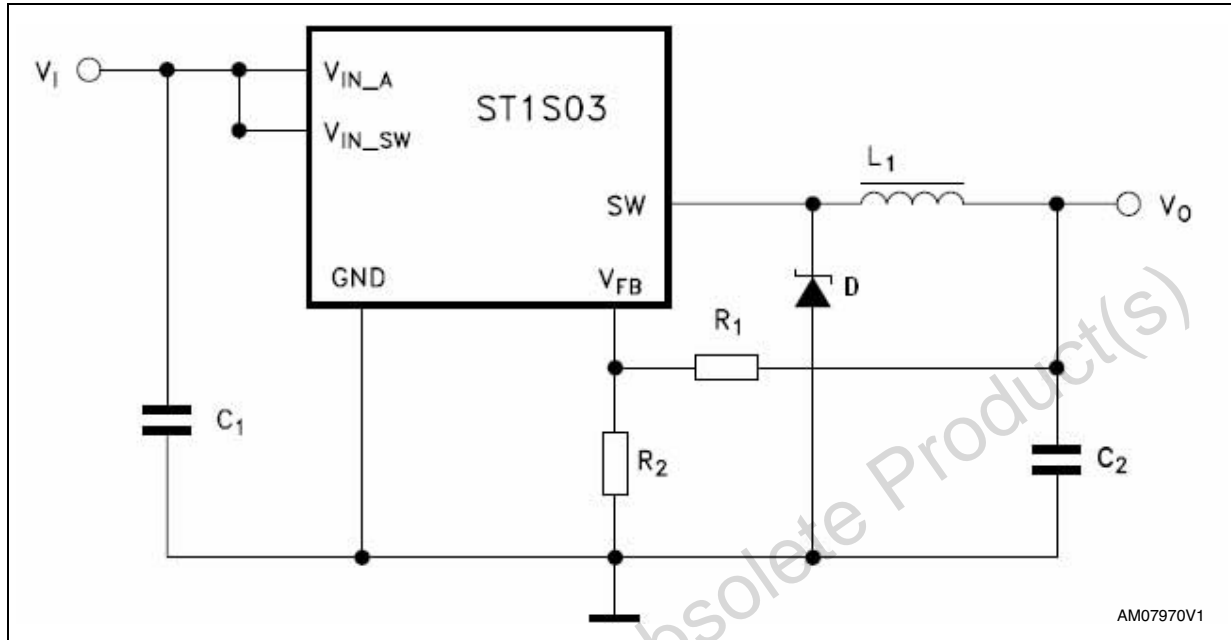 V_I
V_IN_A
V_IN_SW
ST1S03
L_1
SW
V_O
GND
V_FB
D
R_1
C_1
R_2
C_2
Obsolete Product(s)
AM07970V1